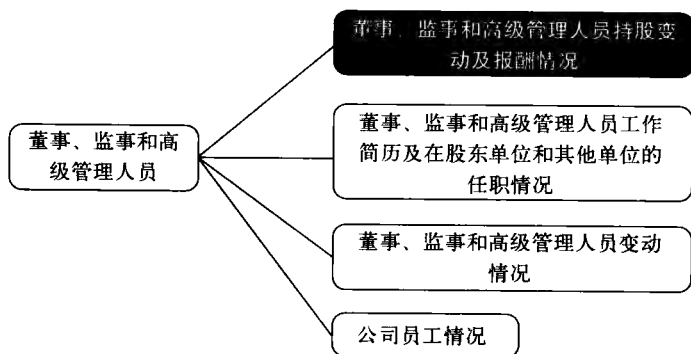 董事、监事和高级管理人员持股变
动及报酬情况
董事、监事和高
级管理人员
董事、监事和高级管理人员工作
简历及在股东单位和其他单位的
任职情况
董事、监事和高级管理人员变动
情况
公司员工情况